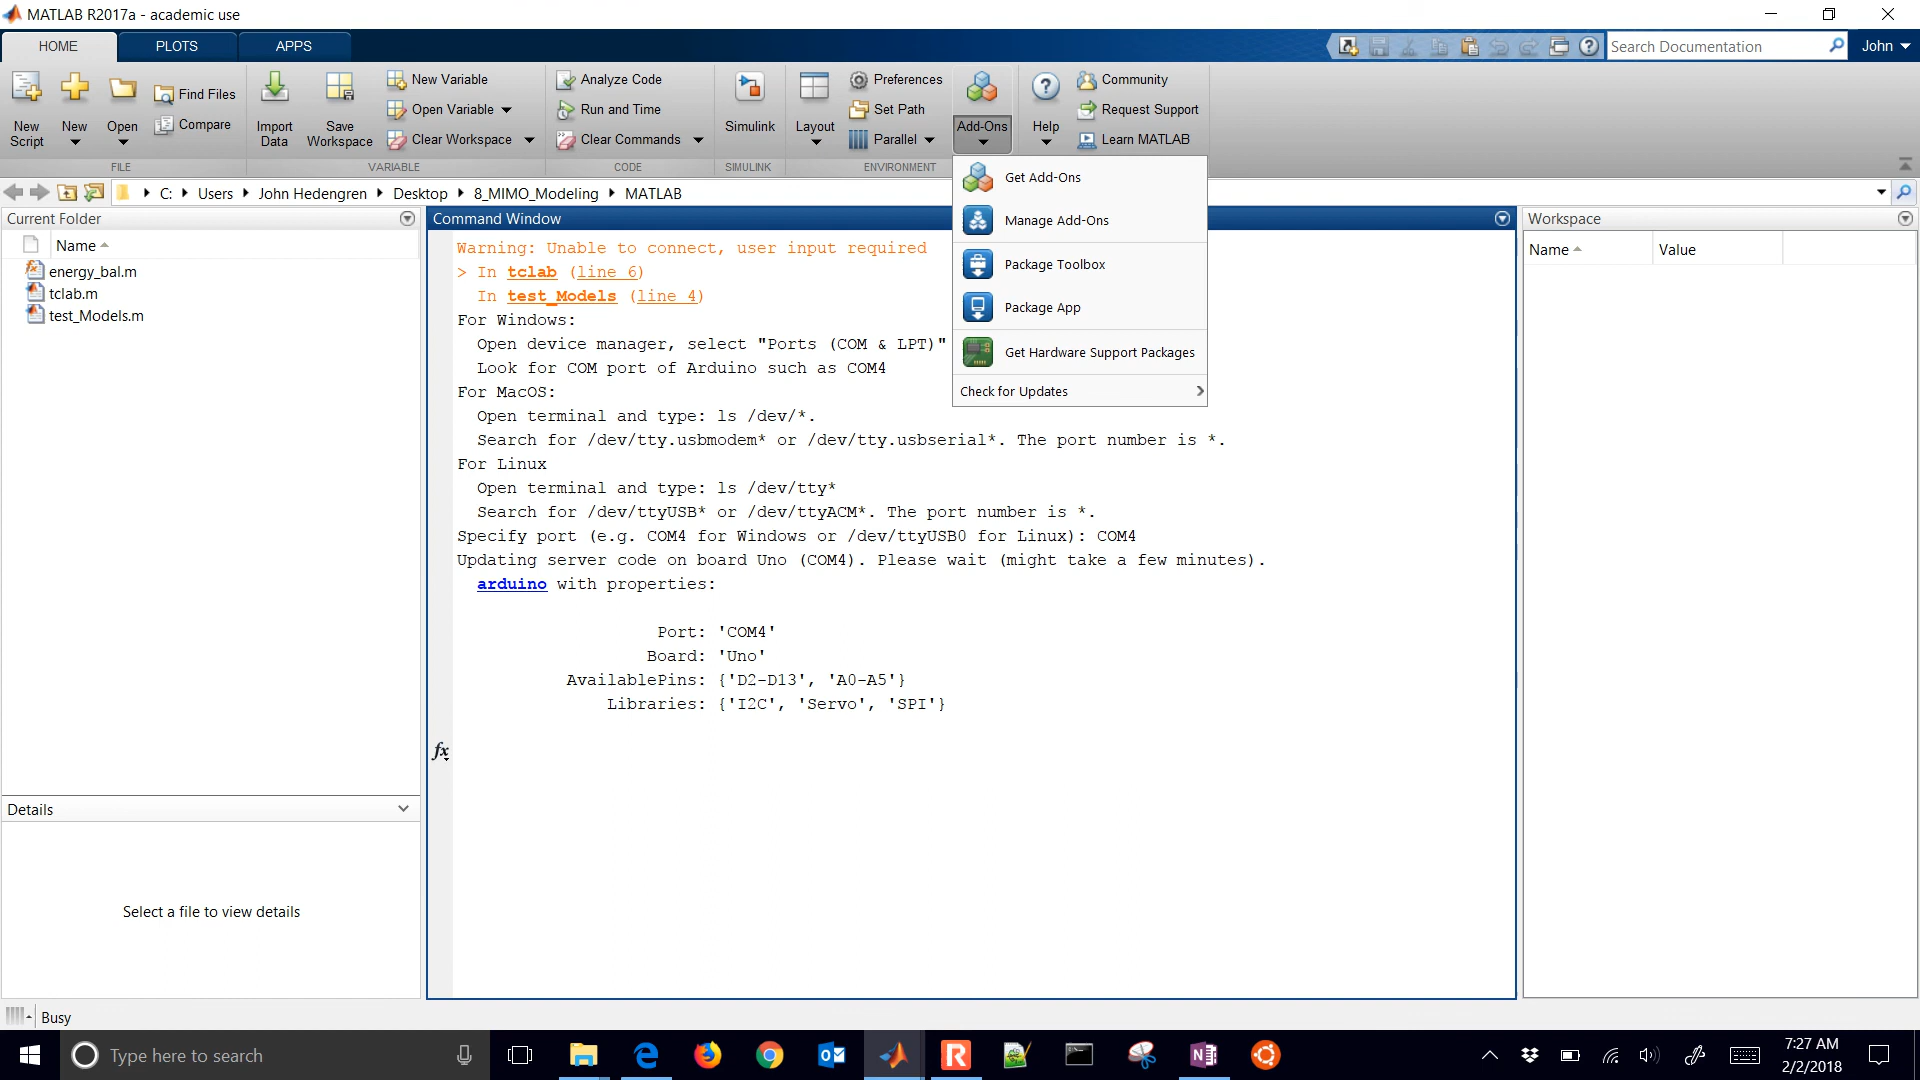 MATLAB R2017a - academic use
HOME
PLOTS
APPS
Search Documentation
John
New Script
New
Open
Find Files
Compare
Import Data
Save Workspace
New Variable
Open Variable
Clear Workspace
Analyze Code
Run and Time
Clear Commands
Simulink
Layout
Preferences
Set Path
Parallel
Add-Ons
Help
Community
Request Support
Learn MATLAB
FILE
VARIABLE
CODE
SIMULINK
ENVIRONMENT
C: Users John Hedengren Desktop 8_MIMO_Modeling MATLAB
Current Folder
Name
energy_bal.m
tclab.m
test_Models.m
Details
Select a file to view details
Command Window
Warning: Unable to connect, user input required
> In tclab (line 6)
In test_Models (line 4)
For Windows:
Open device manager, select "Ports (COM & LPT)"
Look for COM port of Arduino such as COM4
For MacOS:
Open terminal and type: ls /dev/*.
Search for /dev/tty.usbmodem* or /dev/tty.usbserial*. The port number is *.
For Linux
Open terminal and type: ls /dev/tty*
Search for /dev/ttyUSB* or /dev/ttyACM*. The port number is *.
Specify port (e.g. COM4 for Windows or /dev/ttyUSB0 for Linux): COM4
Updating server code on board Uno (COM4). Please wait (might take a few minutes).
arduino with properties:
Port: 'COM4'
Board: 'Uno'
AvailablePins: {'D2-D13', 'A0-A5'}
Libraries: {'I2C', 'Servo', 'SPI'}
fx
Get Add-Ons
Manage Add-Ons
Package Toolbox
Package App
Get Hardware Support Packages
Check for Updates
Workspace
Name
Value
Busy
Type here to search
7:27 AM
2/2/2018